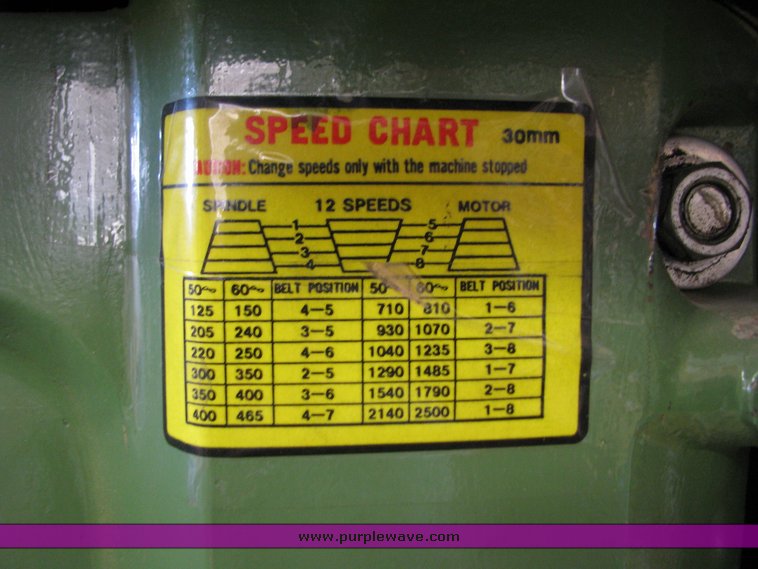 SPEED CHART 30mm
CAUTION: Change speeds only with the machine stopped
SPINDLE 12 SPEEDS MOTOR
1 5
2 6
3 7
4 8
50~ 60~ BELT POSITION 50~ 60~ BELT POSITION
125 150 4-5 710 810 1-6
205 240 3-5 930 1070 2-7
220 250 4-6 1040 1235 3-8
300 350 2-5 1290 1485 1-7
350 400 3-6 1540 1790 2-8
400 465 4-7 2140 2500 1-8
www.purplewave.com